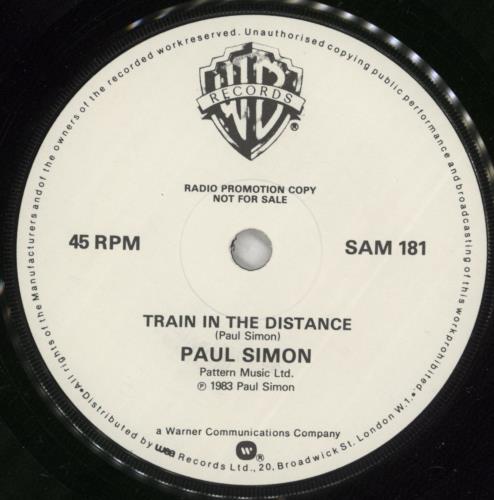 All rights of the Manufacturers and of the owners of the recorded work reserved. Unauthorised copying public performance and broadcasting of this work prohibited.
WB
RECORDS
®
RADIO PROMOTION COPY
NOT FOR SALE
45 RPM
SAM 181
TRAIN IN THE DISTANCE
(Paul Simon)
PAUL SIMON
Pattern Music Ltd.
℗ 1983 Paul Simon
a Warner Communications Company
W ®
•Distributed by wea Records Ltd., 20, Broadwick St. London W.1.•